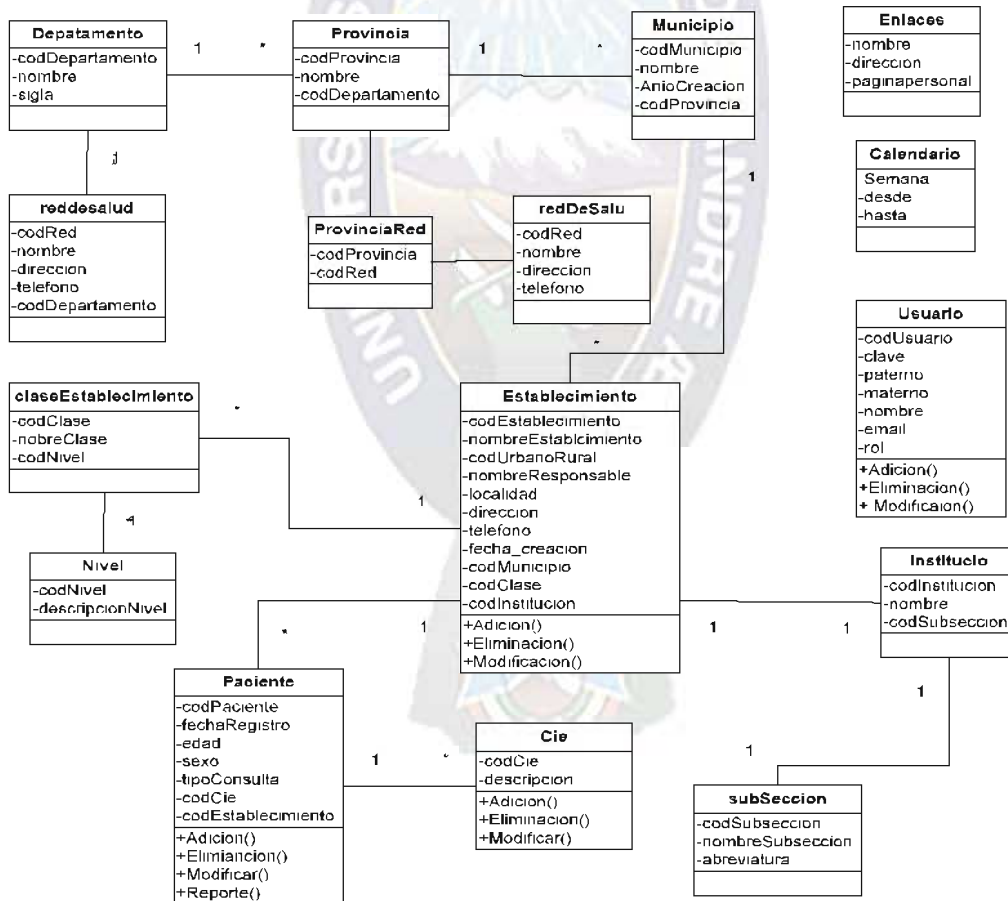 Depatamento
-codDepartamento
-nombre
-sigla
1
*
Provincia
-codProvincia
-nombre
-codDepartamento
1
*
Municipio
-codMunicipio
-nombre
-AnioCreacion
-codProvincia
Enlaces
-nombre
-direccion
-paginapersonal
Calendario
Semana
-desde
-hasta
reddesalud
-codRed
-nombre
-direccion
-telefono
-codDepartamento
ProvinciaRed
-codProvincia
-codRed
redDeSalu
-codRed
-nombre
-direccion
-telefono
1
*
UNIVERS
ANDRE
Usuario
-codUsuario
-clave
-paterno
-materno
-nombre
-email
-rol
+Adicion()
+Eliminacion()
+ Modificaion()
claseEstablecimiento
-codClase
-nobreClase
-codNivel
*
1
Nivel
-codNivel
-descripcionNivel
Establecimiento
-codEstablecimiento
-nombreEstablcimiento
-codUrbanoRural
-nombreResponsable
-localidad
-direccion
-telefono
-fecha_creacion
-codMunicipio
-codClase
-codInstitucion
+Adicion()
+Eliminacion()
+Modificacion()
1
1
Institucio
-codInstitucion
-nombre
-codSubseccion
1
1
subSeccion
-codSubseccion
-nombreSubseccion
-abreviatura
*
1
Paciente
-codPaciente
-fechaRegistro
-edad
-sexo
-tipoConsulta
-codCie
-codEstablecimiento
+Adicion()
+Elimiancion()
+Modificar()
+Reporte()
1
*
Cie
-codCie
-descripcion
+Adicion()
+Eliminacion()
+Modificar()